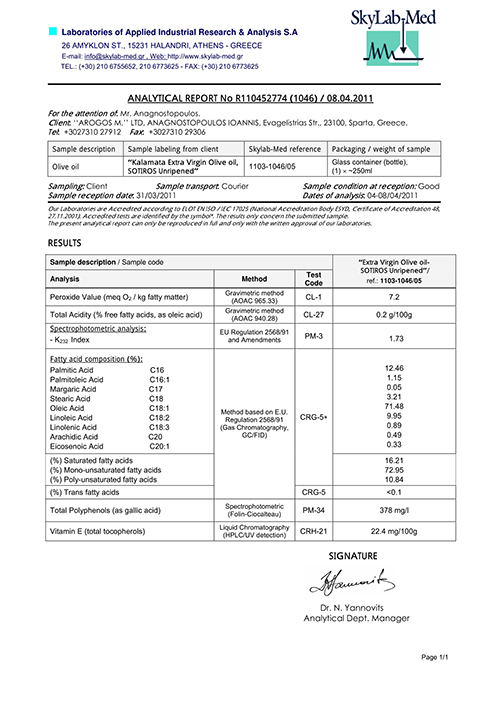 SkyLab-Med
Laboratories of Applied Industrial Research & Analysis S.A
26 AMYKLON ST., 15231 HALANDRI, ATHENS - GREECE
E-mail: info@skylab-med.gr , Web: http://www.skylab-med.gr
TEL.: (+30) 210 6755652, 210 6773625 - FAX: (+30) 210 6773625
ANALYTICAL REPORT No R110452774 (1046) / 08.04.2011
For the attention of: Mr. Anagnostopoulos.
Client: ‘‘AROGOS M.’’ LTD, ANAGNOSTOPOULOS IOANNIS, Evagelistrias Str., 23100, Sparta, Greece.
Tel: +3027310 27912 Fax: +3027310 29306
Sample description Sample labeling from client Skylab-Med reference Packaging / weight of sample
Olive oil "Kalamata Extra Virgin Olive oil, SOTIROS Unripened" 1103-1046/05 Glass container (bottle), (1) × ~250ml
Sampling: Client Sample transport: Courier Sample condition at reception: Good
Sample reception date: 31/03/2011 Dates of analysis: 04-08/04/2011
Our Laboratories are Accredited according to ELOT EN ISO / IEC 17025 (National Accreditation Body ESYD, Certificate of Accreditation 48,
27.11.2001). Accredited tests are identified by the symbol*. The results only concern the submitted sample.
The present analytical report can only be reproduced in full and only with the written approval of our laboratories.
RESULTS
Sample description / Sample code "Extra Virgin Olive oil- SOTIROS Unripened"/ ref.: 1103-1046/05
Analysis Method Test Code
Peroxide Value (meq O2 / kg fatty matter) Gravimetric method (AOAC 965.33) CL-1 7.2
Total Acidity (% free fatty acids, as oleic acid) Gravimetric method (AOAC 940.28) CL-27 0.2 g/100g
Spectrophotometric analysis:
- K232 Index EU Regulation 2568/91 and Amendments PM-3 1.73
Fatty acid composition (%): Method based on E.U. Regulation 2568/91 (Gas Chromatography, GC/FID) CRG-5*
Palmitic Acid C16 12.46
Palmitoleic Acid C16:1 1.15
Margaric Acid C17 0.05
Stearic Acid C18 3.21
Oleic Acid C18:1 71.48
Linoleic Acid C18:2 9.95
Linolenic Acid C18:3 0.89
Arachidic Acid C20 0.49
Eicosenoic Acid C20:1 0.33
(%) Saturated fatty acids 16.21
(%) Mono-unsaturated fatty acids 72.95
(%) Poly-unsaturated fatty acids 10.84
(%) Trans fatty acids CRG-5 <0.1
Total Polyphenols (as gallic acid) Spectrophotometric (Folin-Ciocalteau) PM-34 378 mg/l
Vitamin E (total tocopherols) Liquid Chromatography (HPLC/UV detection) CRH-21 22.4 mg/100g
SIGNATURE
Dr. N. Yannovits
Analytical Dept. Manager
Page 1/1